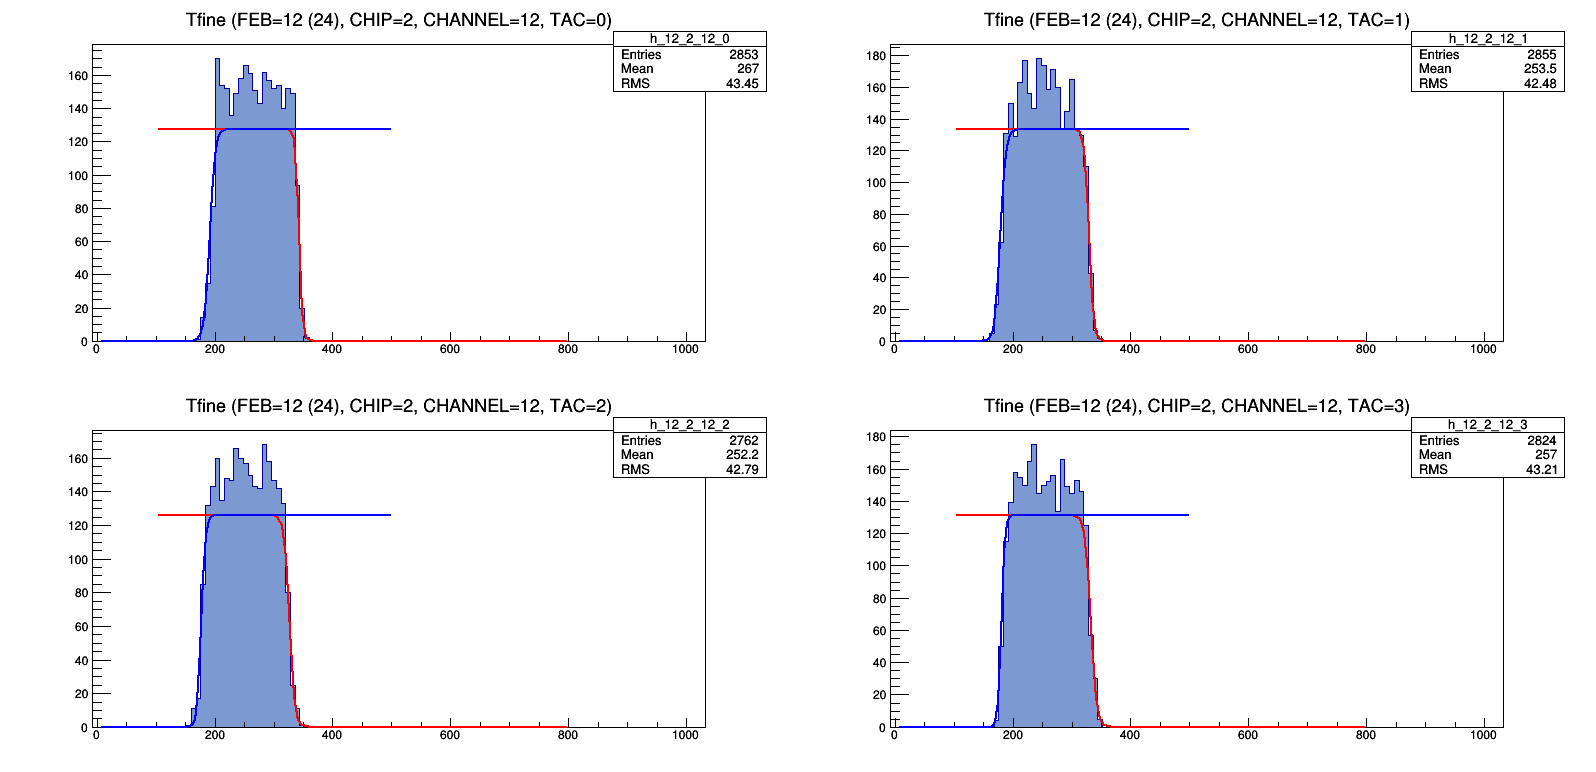 Tfine (FEB=12 (24), CHIP=2, CHANNEL=12, TAC=0)
h_12_2_12_0
Entries 2853
Mean 267
RMS 43.45
160
140
120
100
80
60
40
20
0
0 200 400 600 800 1000
Tfine (FEB=12 (24), CHIP=2, CHANNEL=12, TAC=1)
h_12_2_12_1
Entries 2855
Mean 253.5
RMS 42.48
180
160
140
120
100
80
60
40
20
0
0 200 400 600 800 1000
Tfine (FEB=12 (24), CHIP=2, CHANNEL=12, TAC=2)
h_12_2_12_2
Entries 2762
Mean 252.2
RMS 42.79
160
140
120
100
80
60
40
20
0
0 200 400 600 800 1000
Tfine (FEB=12 (24), CHIP=2, CHANNEL=12, TAC=3)
h_12_2_12_3
Entries 2824
Mean 257
RMS 43.21
180
160
140
120
100
80
60
40
20
0
0 200 400 600 800 1000